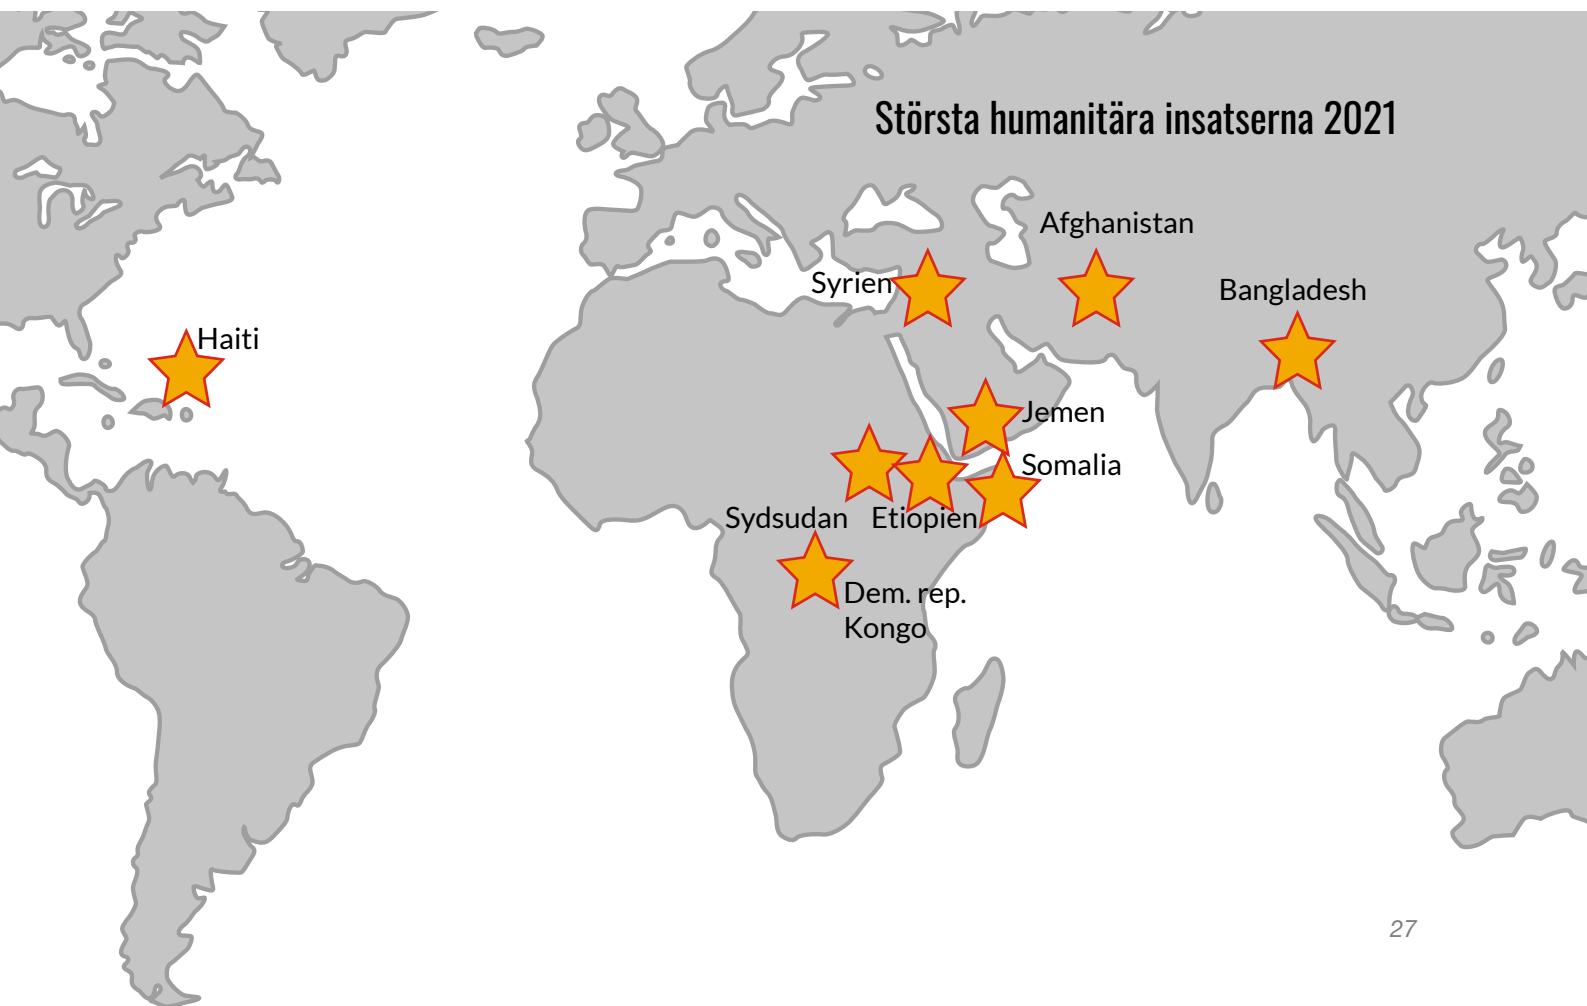 Största humanitära insatserna 2021
Afghanistan
Syrien
Bangladesh
Haiti
Jemen
Somalia
Sydsudan
Etiopien
Dem. rep.
Kongo
27